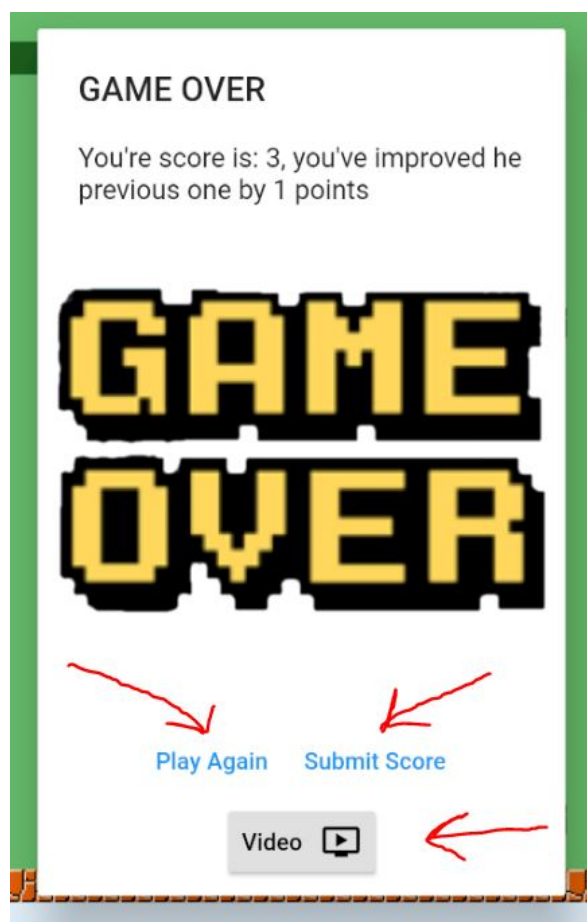 GAME OVER
You're score is: 3, you've improved he
previous one by 1 points
GAME
OVER
Play Again Submit Score
Video